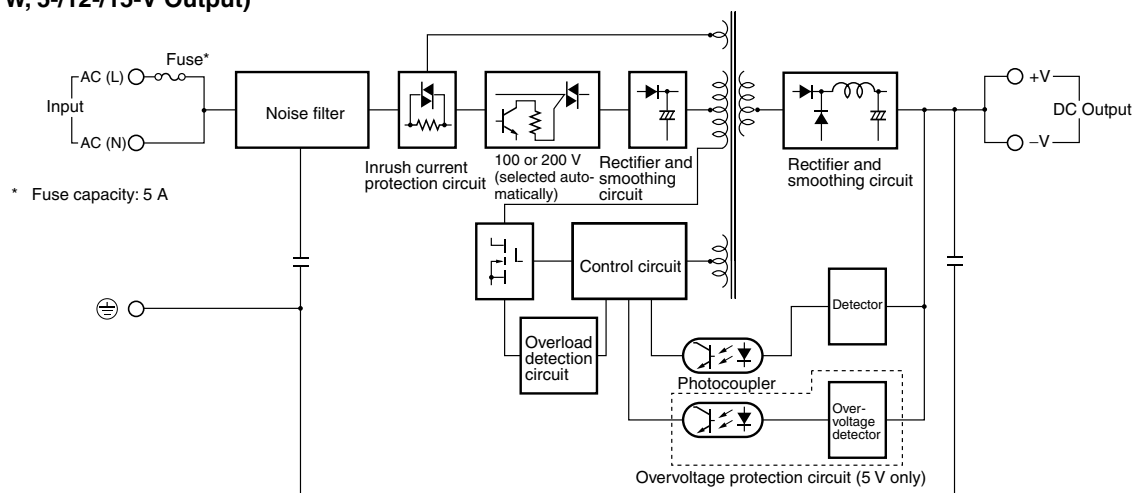 W, 5-/12-/15-V Output)
Fuse*
AC (L)
Input
AC (N)
* Fuse capacity: 5 A
Noise filter
Inrush current
protection circuit
100 or 200 V
(selected auto-
matically)
Rectifier and
smoothing
circuit
Rectifier and
smoothing circuit
+V
DC Output
–V
Control circuit
Overload
detection
circuit
Detector
Photocoupler
Over-
voltage
detector
Overvoltage protection circuit (5 V only)